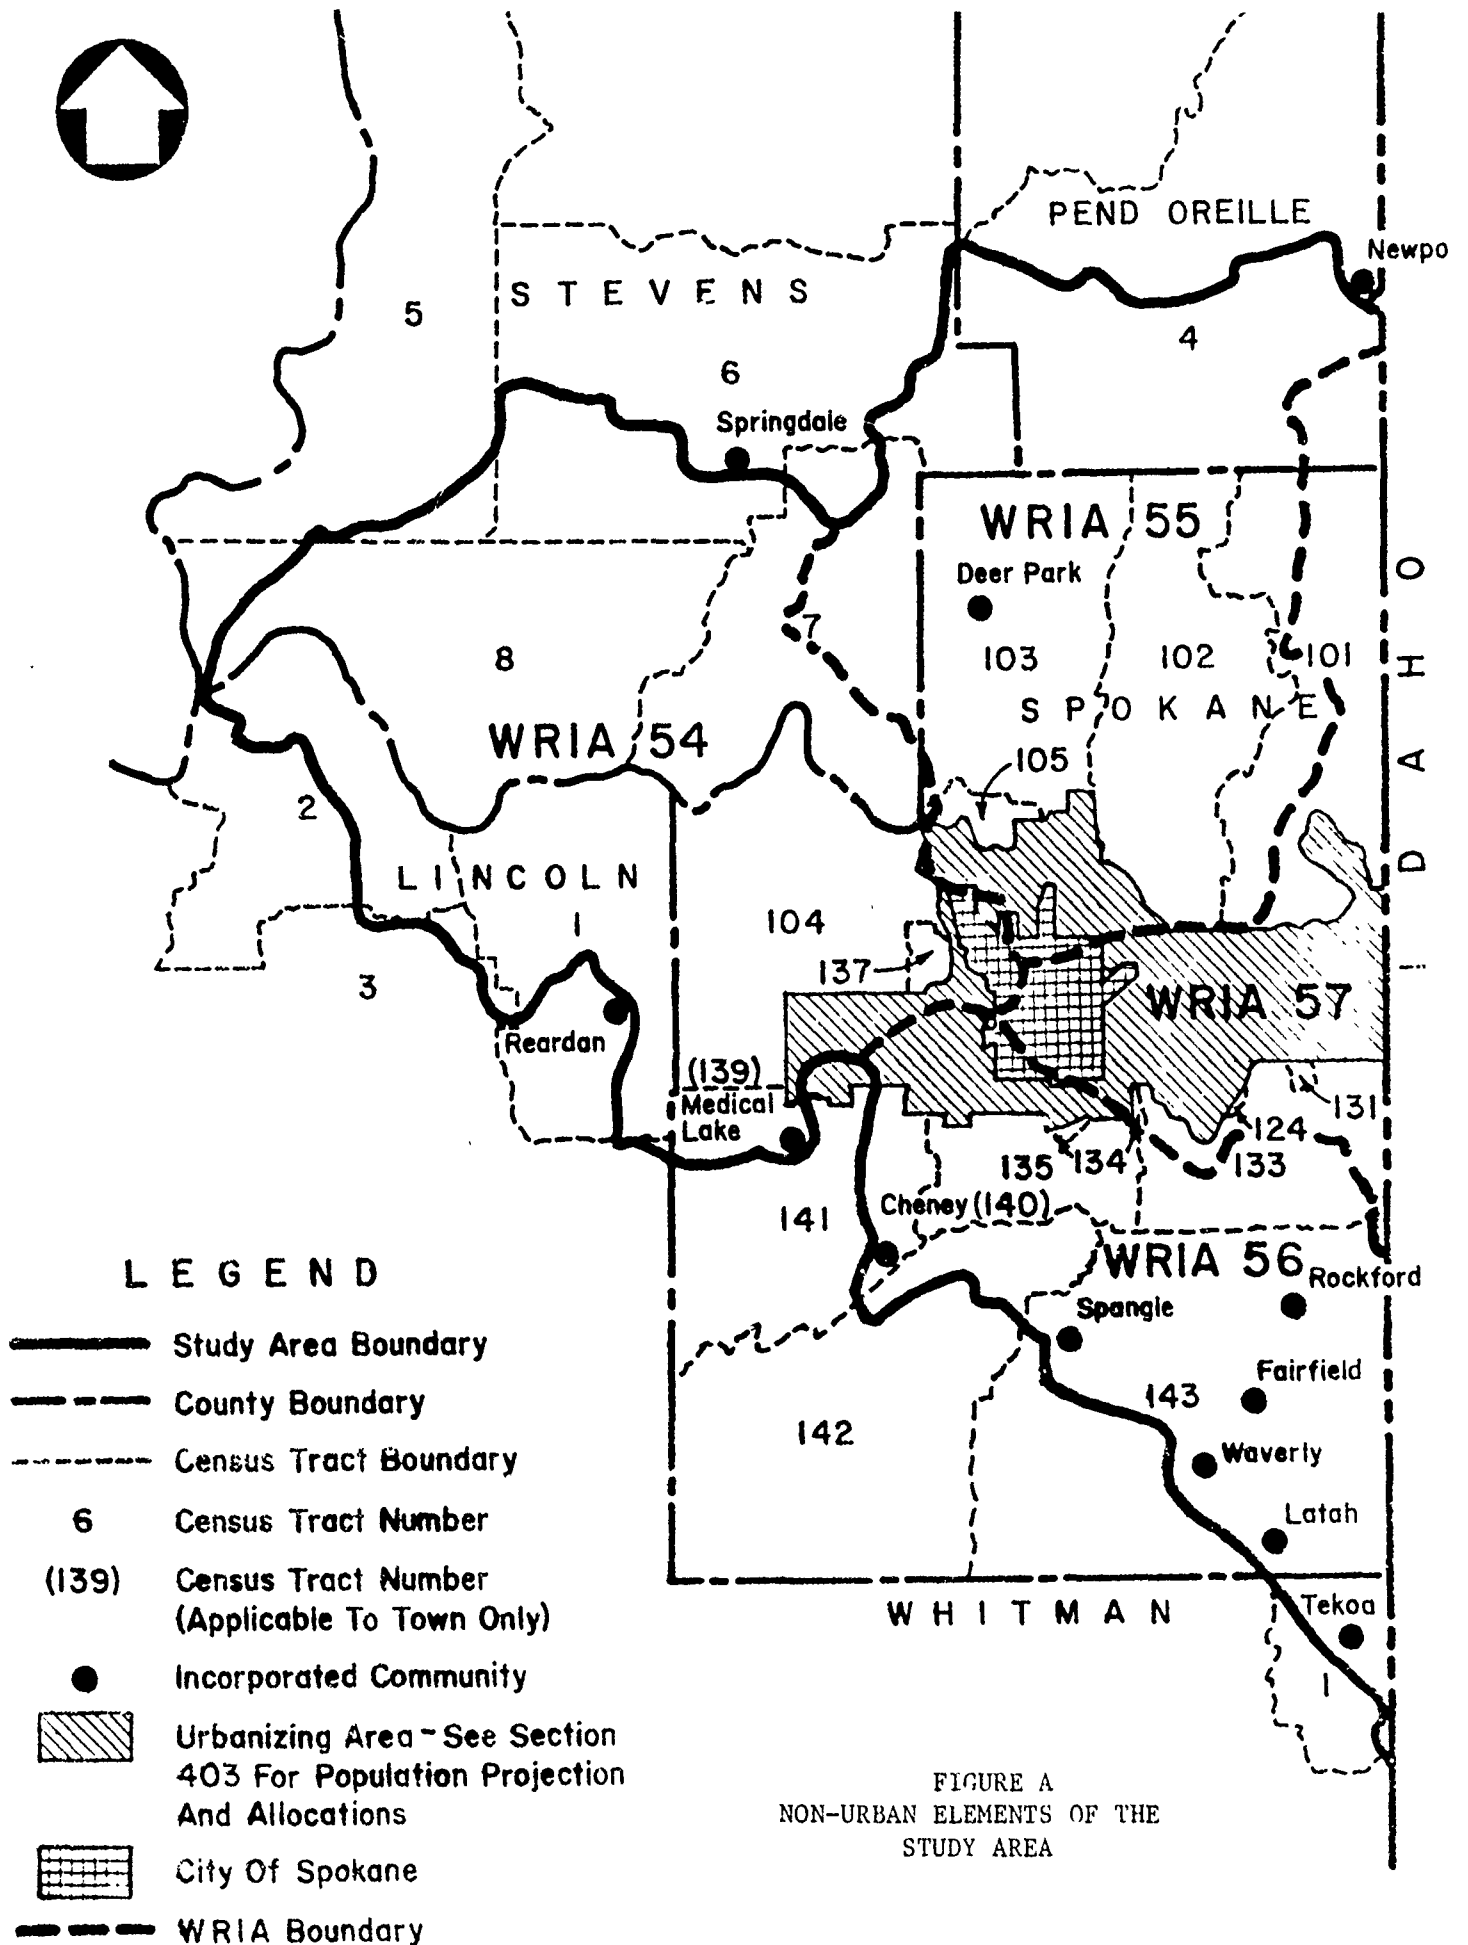 PEND OREILLE
Newpo
STEVENS
5
4
6
Springdale
WRIA 55
Deer Park
IDAHO
7
8
103
102
101
SPOKANE
WRIA 54
105
2
LINCOLN
1
104
137
3
WRIA 57
Reardan
(139)
Medical
Lake
131
124
135
134
133
141
Cheney (140)
WRIA 56
Rockford
Spangle
Fairfield
143
142
Waverly
Latah
WHITMAN
Tekoa
1
LEGEND
Study Area Boundary
County Boundary
Census Tract Boundary
6 Census Tract Number
(139) Census Tract Number
(Applicable To Town Only)
Incorporated Community
Urbanizing Area - See Section
403 For Population Projection
And Allocations
City Of Spokane
WRIA Boundary
FIGURE A
NON-URBAN ELEMENTS OF THE
STUDY AREA